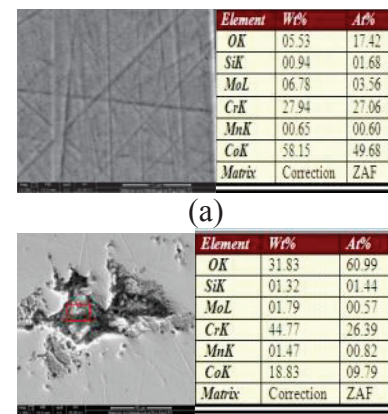 Element Wt% At%
OK 05.53 17.42
SiK 00.94 01.68
MoL 06.78 03.56
CrK 27.94 27.06
MnK 00.65 00.60
CoK 58.15 49.68
Matrix Correction ZAF
(a)
Element Wt% At%
OK 31.83 60.99
SiK 01.32 01.44
MoL 01.79 00.57
CrK 44.77 26.39
MnK 01.47 00.82
CoK 18.83 09.79
Matrix Correction ZAF